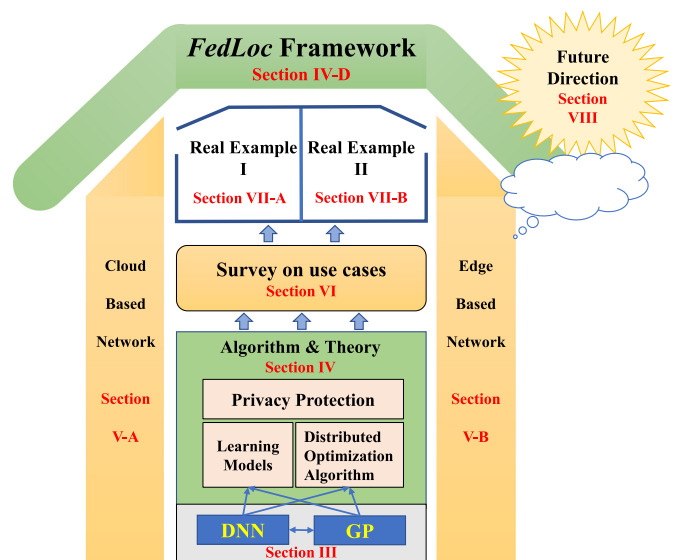 FedLoc Framework
Section IV-D
Future
Direction
Section
VIII
Real Example
I
Section VII-A
Real Example
II
Section VII-B
Cloud
Based
Network
Section
V-A
Survey on use cases
Section VI
Edge
Based
Network
Section
V-B
Algorithm & Theory
Section IV
Privacy Protection
Learning
Models
Distributed
Optimization
Algorithm
DNN
GP
Section III